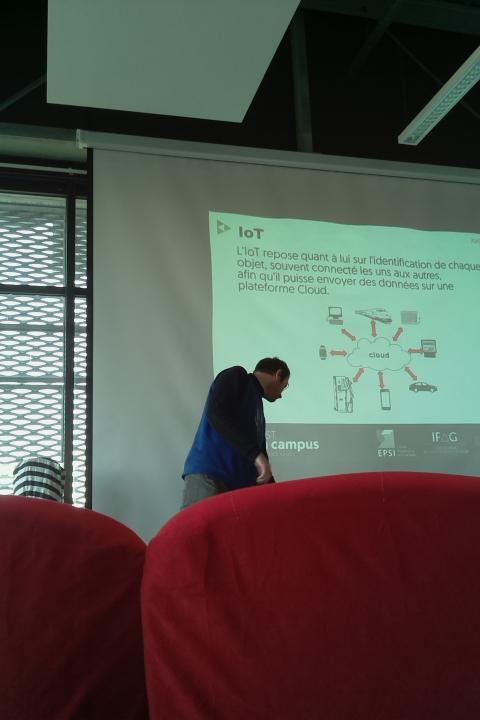 IoT
L'IoT repose quant à lui sur l'identification de chaque
objet, souvent connecté les uns aux autres,
afin qu'il puisse envoyer des données sur une
plateforme Cloud.
cloud
campus
EPSI
IFAG